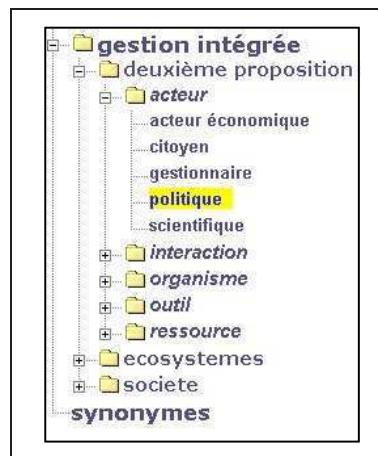 gestion intégrée
deuxième proposition
acteur
acteur économique
citoyen
gestionnaire
politique
scientifique
interaction
organisme
outil
ressource
ecosystemes
societe
synonymes